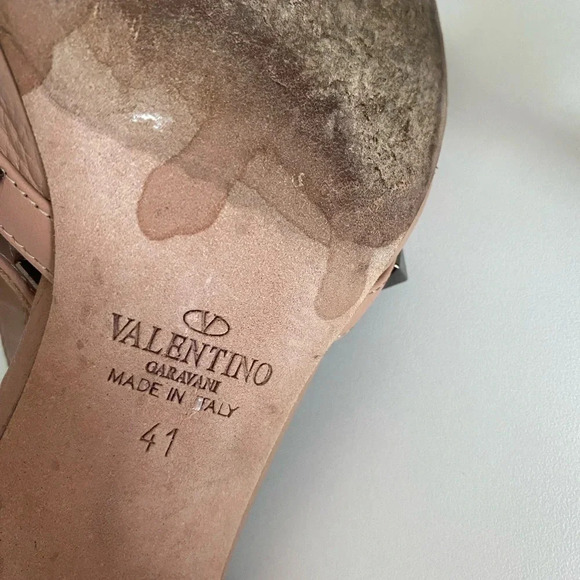 VALENTINO
GARAVANI
MADE IN ITALY
41